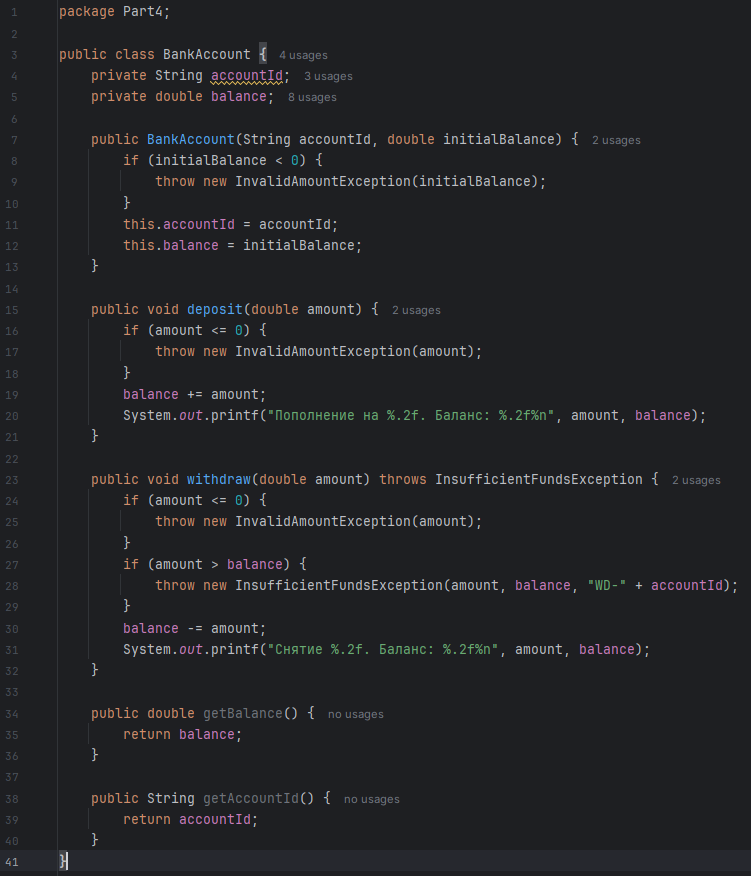 1 package Part4;
2
3 public class BankAccount { 4 usages
4     private String accountId; 3 usages
5     private double balance; 8 usages
6
7     public BankAccount(String accountId, double initialBalance) { 2 usages
8         if (initialBalance < 0) {
9             throw new InvalidAmountException(initialBalance);
10         }
11         this.accountId = accountId;
12         this.balance = initialBalance;
13     }
14
15     public void deposit(double amount) { 2 usages
16         if (amount <= 0) {
17             throw new InvalidAmountException(amount);
18         }
19         balance += amount;
20         System.out.printf("Пополнение на %.2f. Баланс: %.2f%n", amount, balance);
21     }
22
23     public void withdraw(double amount) throws InsufficientFundsException { 2 usages
24         if (amount <= 0) {
25             throw new InvalidAmountException(amount);
26         }
27         if (amount > balance) {
28             throw new InsufficientFundsException(amount, balance, "WD-" + accountId);
29         }
30         balance -= amount;
31         System.out.printf("Снятие %.2f. Баланс: %.2f%n", amount, balance);
32     }
33
34     public double getBalance() { no usages
35         return balance;
36     }
37
38     public String getAccountId() { no usages
39         return accountId;
40     }
41 }